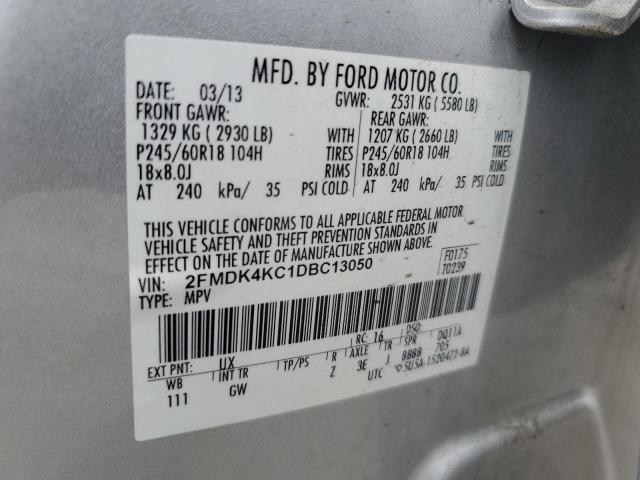 MFD. BY FORD MOTOR CO.
DATE: 03/13 GVWR: 2531 KG ( 5580 LB)
FRONT GAWR: REAR GAWR:
1329 KG ( 2930 LB) WITH 1207 KG ( 2660 LB) WITH
P245/60R18 104H TIRES P245/60R18 104H TIRES
18x8.0J RIMS 18x8.0J RIMS
AT 240 kPa/ 35 PSI COLD AT 240 kPa/ 35 PSI COLD
THIS VEHICLE CONFORMS TO ALL APPLICABLE FEDERAL MOTOR
VEHICLE SAFETY AND THEFT PREVENTION STANDARDS IN
EFFECT ON THE DATE OF MANUFACTURE SHOWN ABOVE.
VIN: 2FMDK4KC1DBC13050 F0175
TYPE: MPV T0239
EXT PNT: UX RC: 16 DSO:
WB INT TR TP/PS R AXLE TR SPR DQ11A
111 GW Z 3E J BBBB 705
UTC 5U5A-1520472-BA